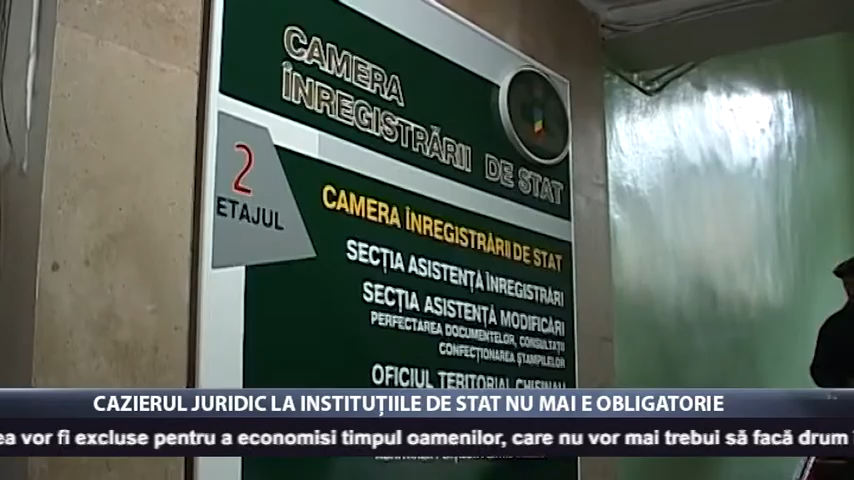 CAMERA
ÎNREGISTRĂRII DE STAT
2
ETAJUL
CAMERA ÎNREGISTRĂRII DE STAT
SECȚIA ASISTENȚĂ ÎNREGISTRĂRI
SECȚIA ASISTENȚĂ MODIFICĂRI
PERFECTAREA DOCUMENTELOR, CONSULTAȚII
CONFECȚIONAREA ȘTAMPILELOR
OFICIUL TERITORIAL CHIȘINĂU
CAZIERUL JURIDIC LA INSTITUȚIILE DE STAT NU MAI E OBLIGATORIE
ea vor fi excluse pentru a economisi timpul oamenilor, care nu vor mai trebui să facă drum